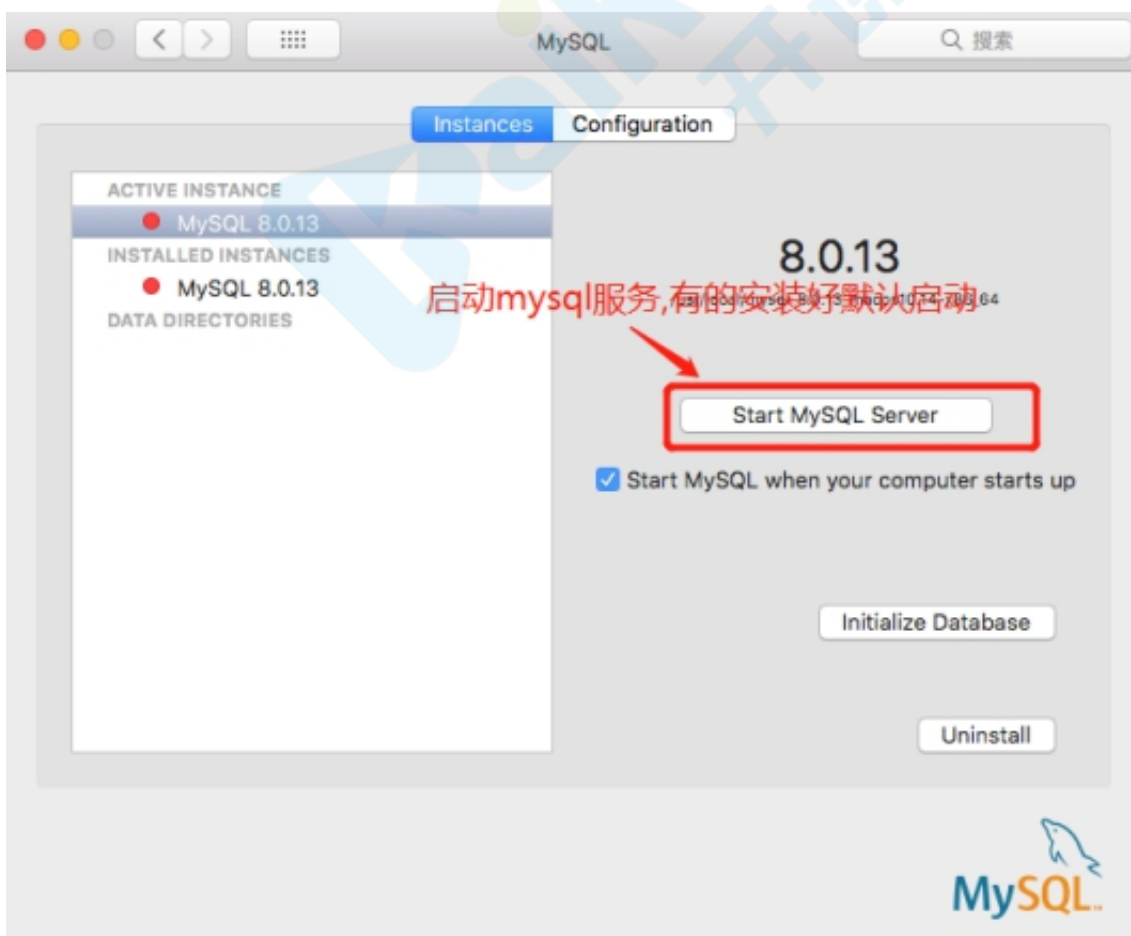 MySQL
搜索
Instances
Configuration
ACTIVE INSTANCE
MySQL 8.0.13
INSTALLED INSTANCES
MySQL 8.0.13
DATA DIRECTORIES
8.0.13
启动mysql服务,有的安装好默认启动
Start MySQL Server
Start MySQL when your computer starts up
Initialize Database
Uninstall
MySQL